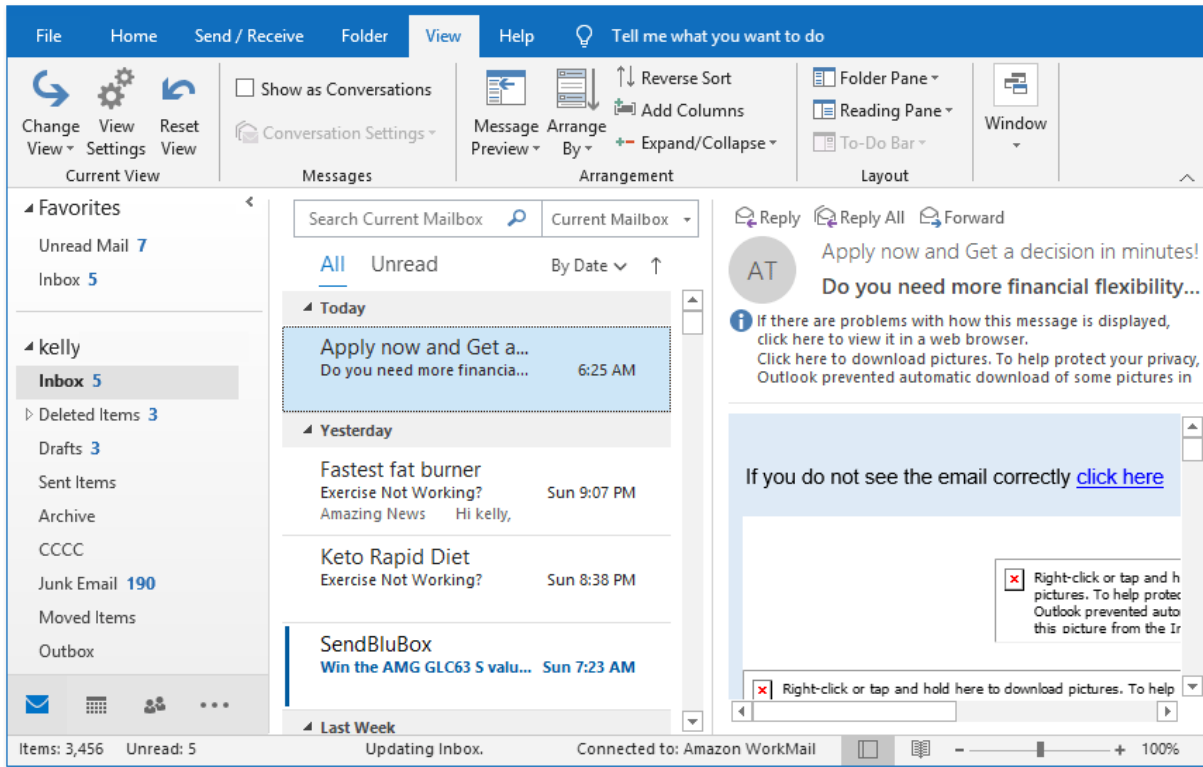 File Home Send / Receive Folder View Help Tell me what you want to do
Change View
View Settings
Reset View
Current View
Show as Conversations
Conversation Settings
Messages
Message Preview
Arrange By
Reverse Sort
Add Columns
Expand/Collapse
Arrangement
Folder Pane
Reading Pane
To-Do Bar
Layout
Window
Favorites
Unread Mail 7
Inbox 5
kelly
Inbox 5
Deleted Items 3
Drafts 3
Sent Items
Archive
CCCC
Junk Email 190
Moved Items
Outbox
Search Current Mailbox Current Mailbox
All Unread By Date
Today
Apply now and Get a...
Do you need more financia... 6:25 AM
Yesterday
Fastest fat burner
Exercise Not Working? Sun 9:07 PM
Amazing News Hi kelly,
Keto Rapid Diet
Exercise Not Working? Sun 8:38 PM
SendBluBox
Win the AMG GLC63 S valu... Sun 7:23 AM
Last Week
Reply Reply All Forward
AT
Apply now and Get a decision in minutes!
Do you need more financial flexibility...
If there are problems with how this message is displayed,
click here to view it in a web browser.
Click here to download pictures. To help protect your privacy,
Outlook prevented automatic download of some pictures in
If you do not see the email correctly click here
Right-click or tap and h
pictures. To help protec
Outlook prevented auto
this picture from the Ir
Right-click or tap and hold here to download pictures. To help
Items: 3,456 Unread: 5 Updating Inbox. Connected to: Amazon WorkMail 100%